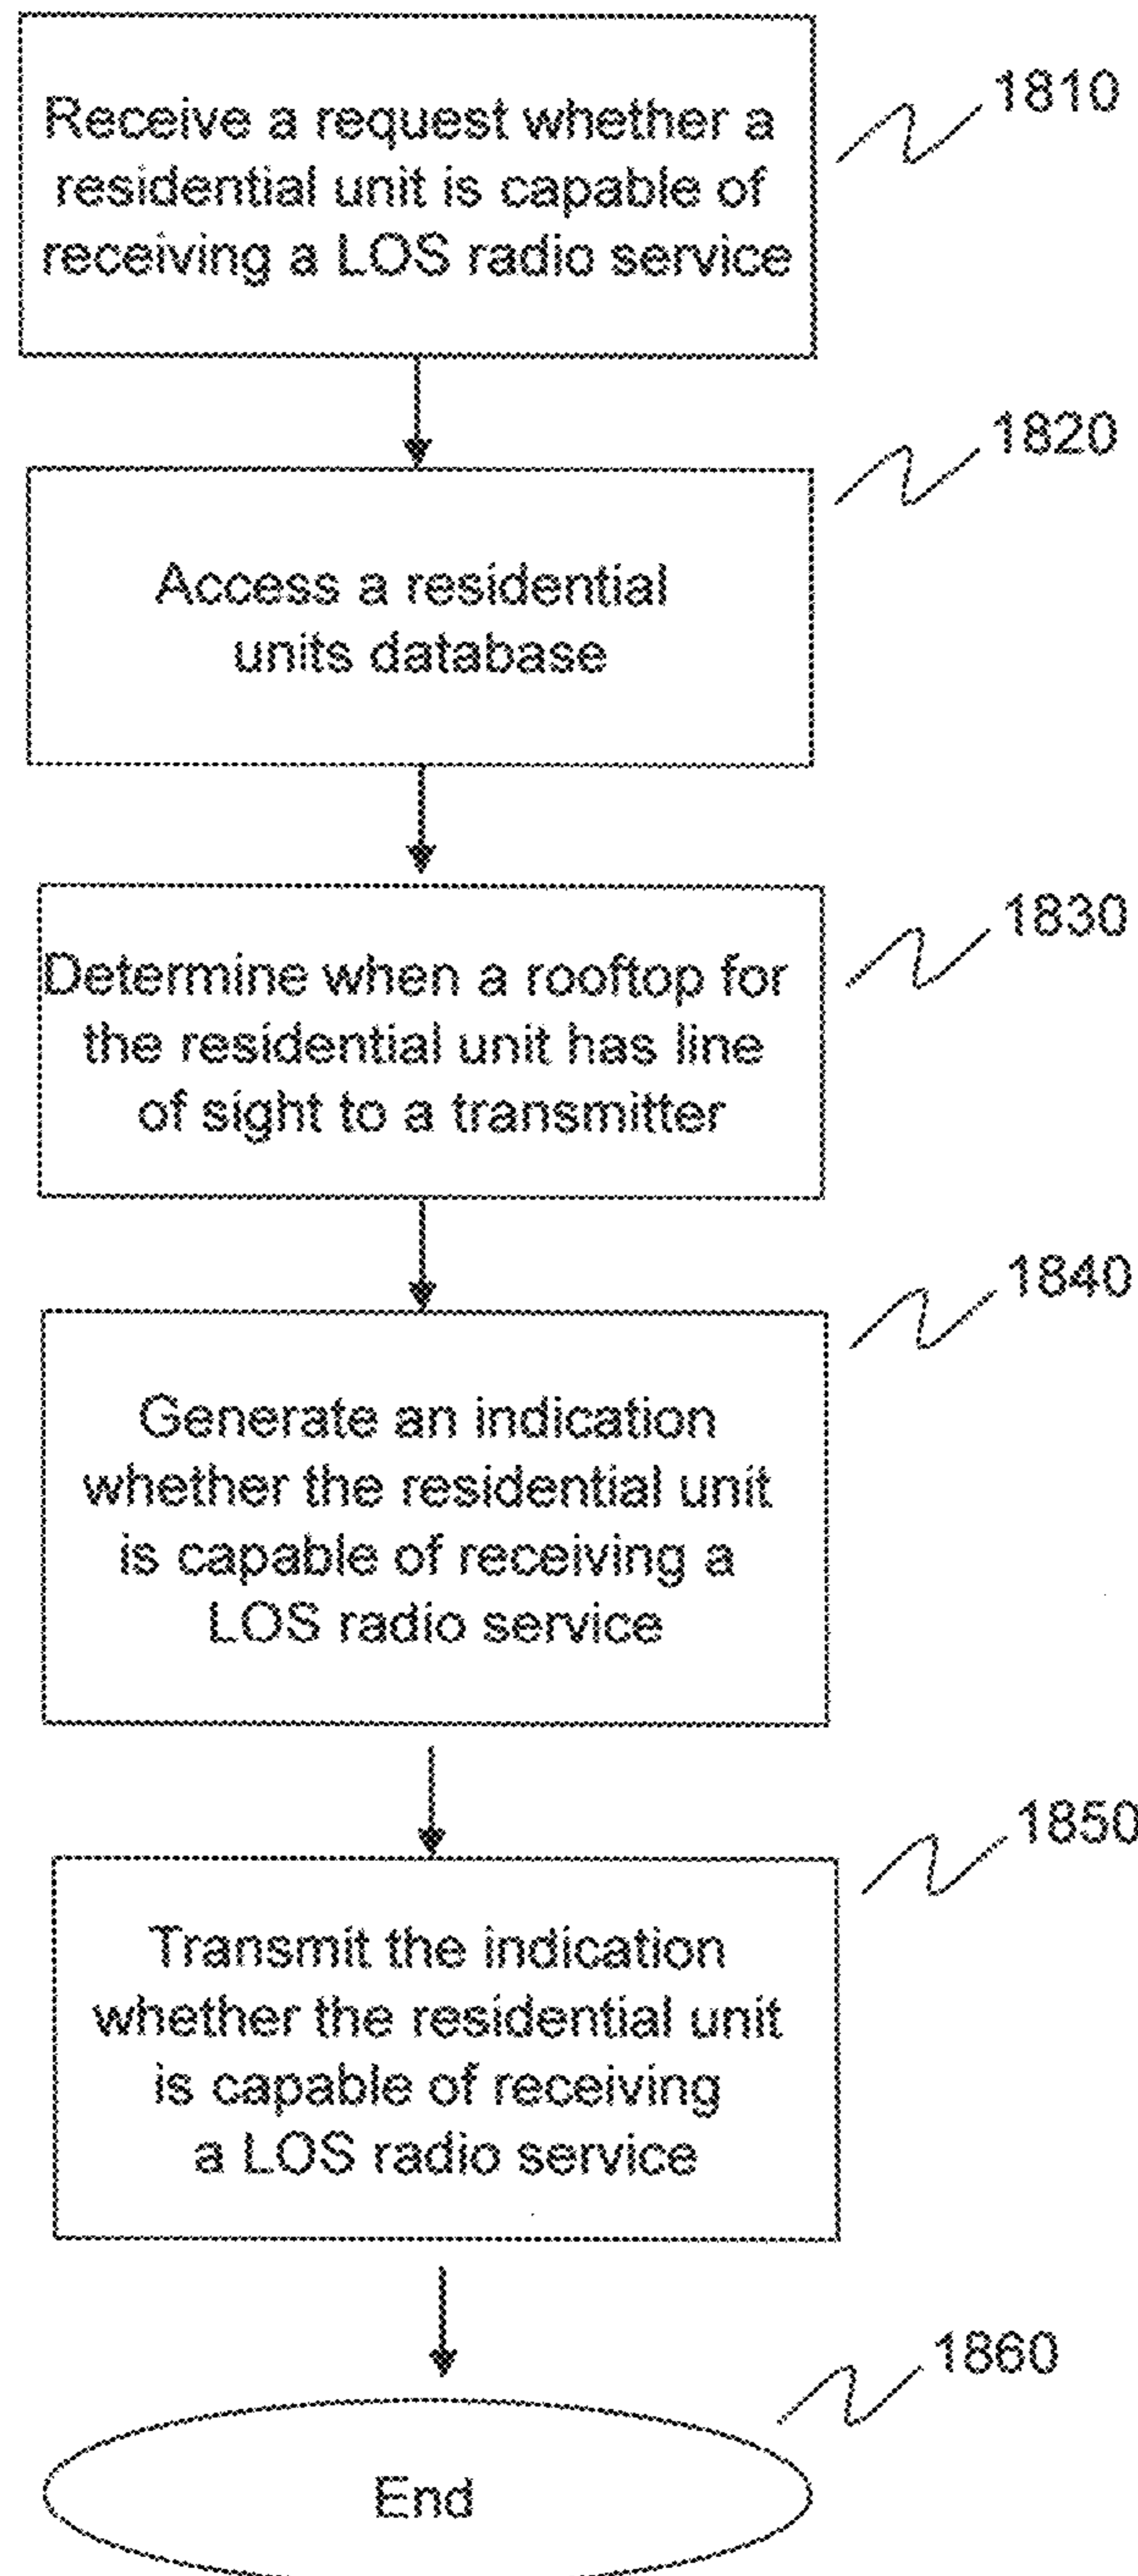 Receive a request whether a
residential unit is capable of
receiving a LOS radio service
1810
Access a residential
units database
1820
Determine when a rooftop for
the residential unit has line
of sight to a transmitter
1830
Generate an indication
whether the residential unit
is capable of receiving a
LOS radio service
1840
Transmit the indication
whether the residential unit
is capable of receiving
a LOS radio service
1850
End
1860